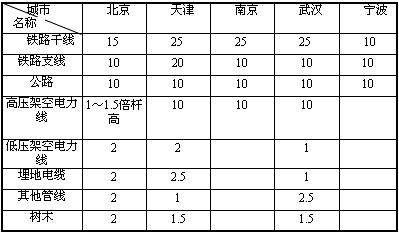 城市 北京 天津 南京 武汉 宁波
名称
铁路干线 15 25 25 25 10
铁路支线 10 20 10 10 10
公路 10 10 10 10 10
高压架空电力线 1～1.5倍杆高 10 10 10
低压架空电力线 2 2 1
埋地电缆 2 2.5 1
其他管线 2 1 2.5
树术 2 1.5 1.5